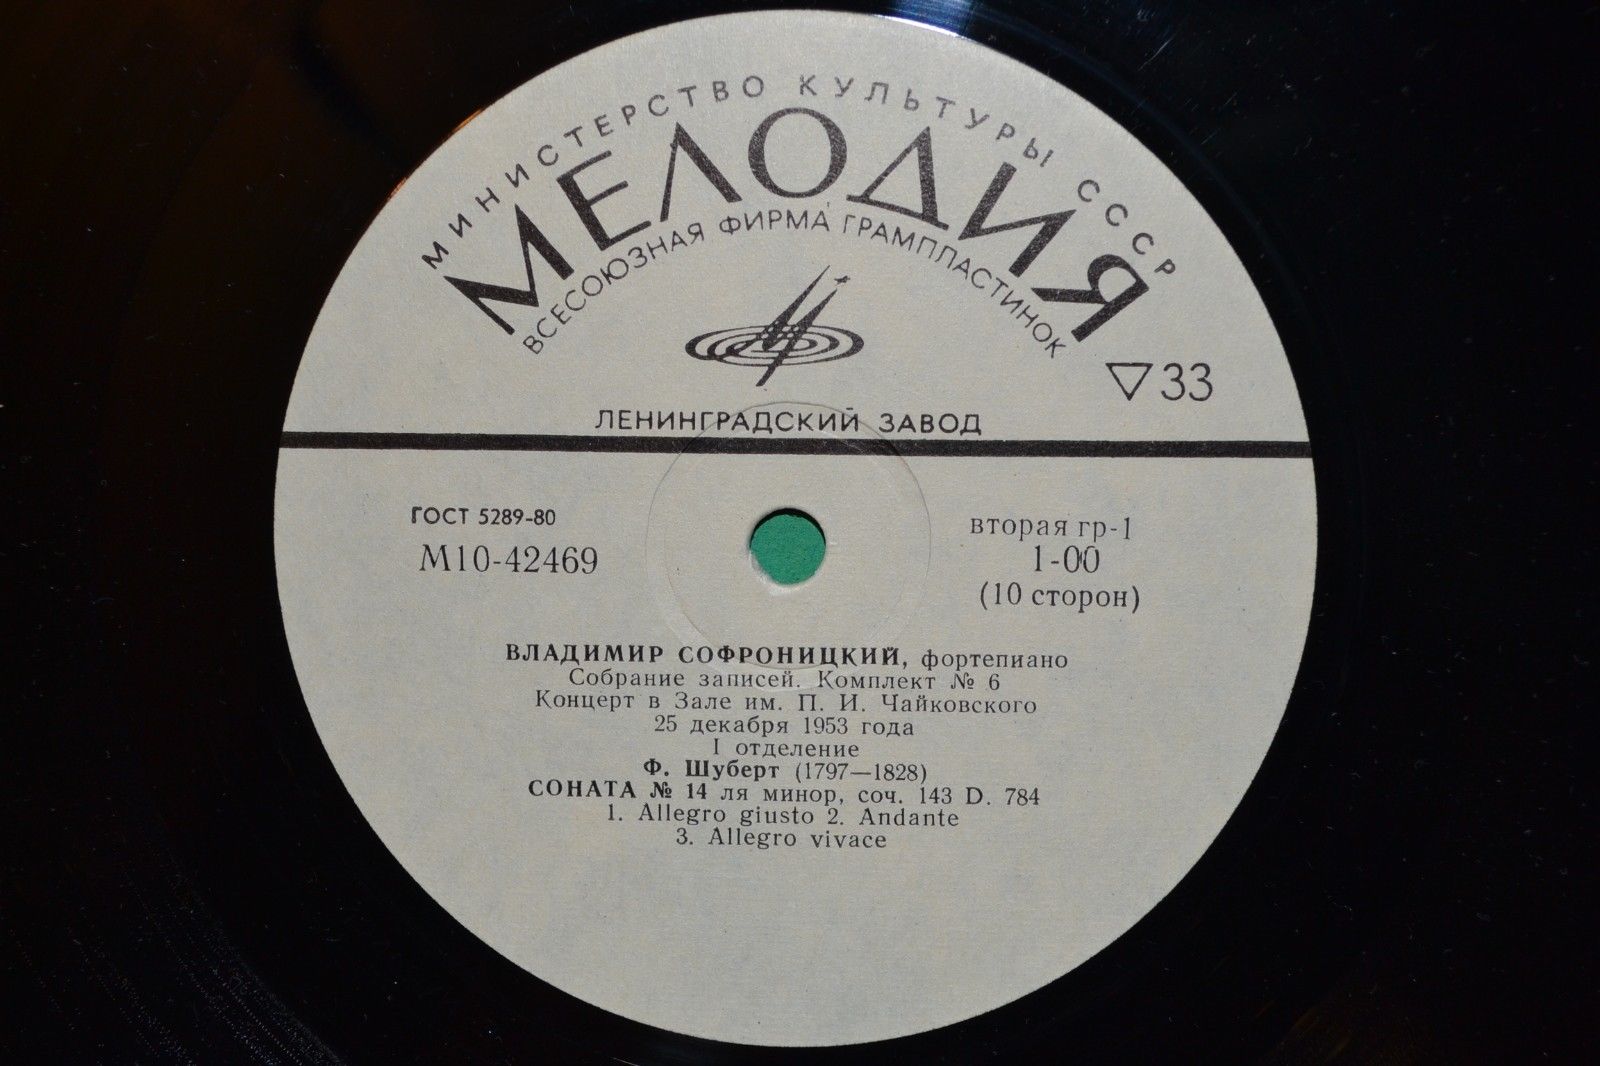 МИНИСТЕРСТВО КУЛЬТУРЫ СССР
МЕЛОДИЯ
ВСЕСОЮЗНАЯ ФИРМА ГРАМПЛАСТИНОК
▽33
ЛЕНИНГРАДСКИЙ ЗАВОД
ГОСТ 5289-80
М10-42469
вторая гр-1
1-00
(10 сторон)
ВЛАДИМИР СОФРОНИЦКИЙ, фортепиано
Собрание записей. Комплект № 6
Концерт в Зале им. П. И. Чайковского
25 декабря 1953 года
I отделение
Ф. Шуберт (1797—1828)
СОНАТА № 14 ля минор, соч. 143 D. 784
1. Allegro giusto 2. Andante
3. Allegro vivace